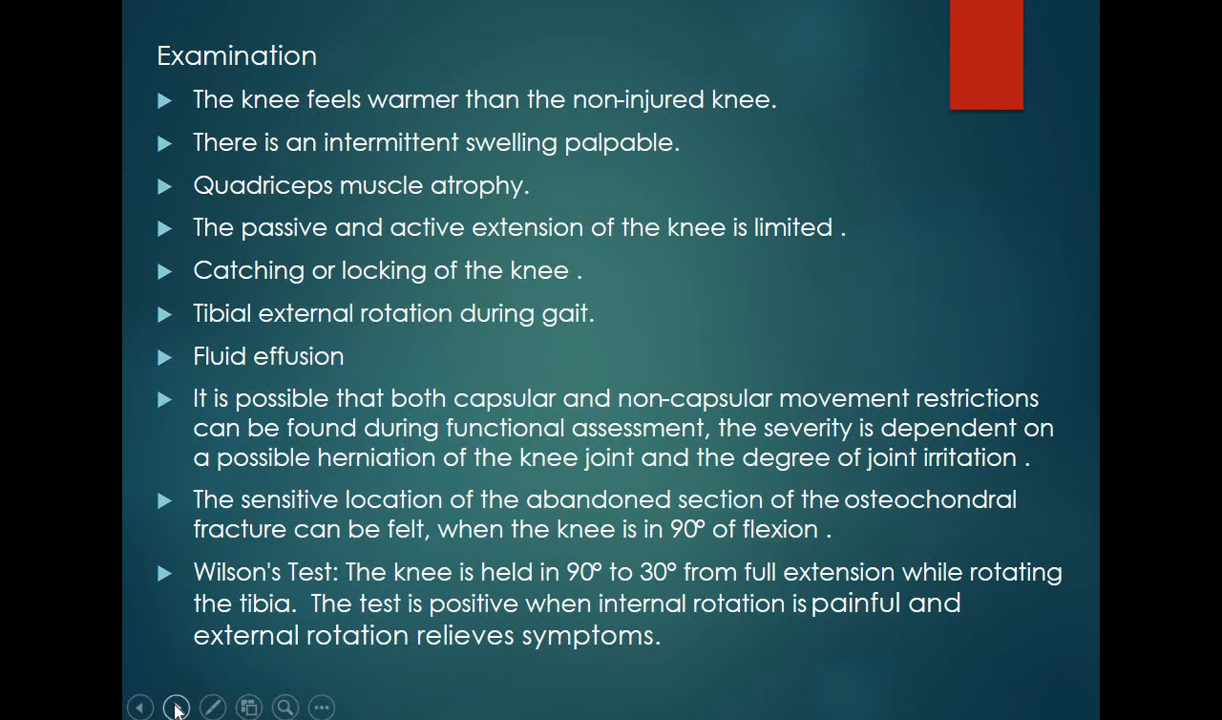 Examination
The knee feels warmer than the non-injured knee.
There is an intermittent swelling palpable.
Quadriceps muscle atrophy.
The passive and active extension of the knee is limited .
Catching or locking of the knee .
Tibial external rotation during gait.
Fluid effusion
It is possible that both capsular and non-capsular movement restrictions
can be found during functional assessment, the severity is dependent on
a possible herniation of the knee joint and the degree of joint irritation .
The sensitive location of the abandoned section of the osteochondral
fracture can be felt, when the knee is in 90° of flexion .
Wilson's Test: The knee is held in 90° to 30° from full extension while rotating
the tibia.  The test is positive when internal rotation is painful and
external rotation relieves symptoms.